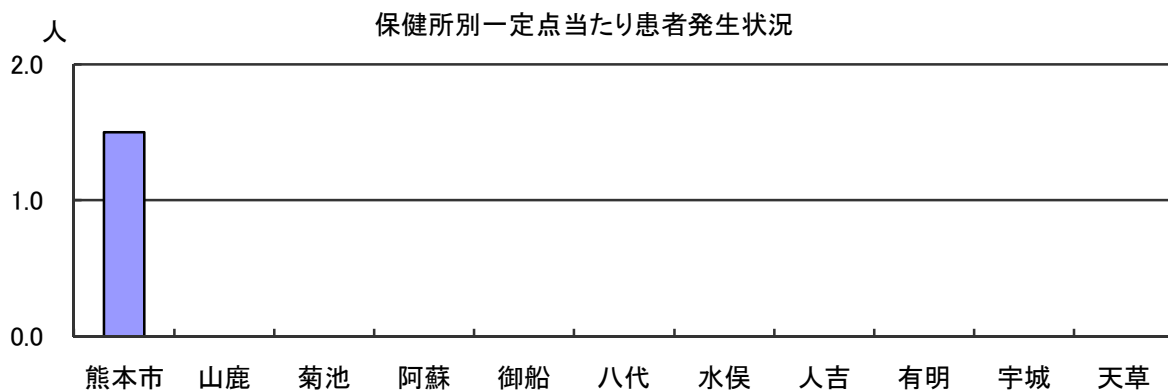 保健所別一定点当たり患者発生状況
人
2.0
1.0
0.0
熊本市 山鹿 菊池 阿蘇 御船 八代 水俣 人吉 有明 宇城 天草